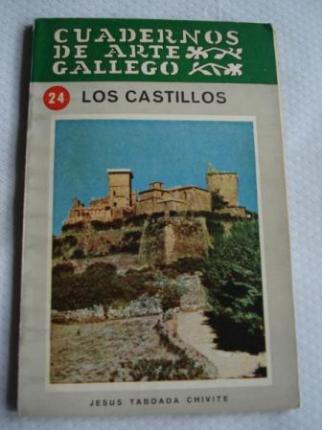 CUADERNOS
DE ARTE
GALLEGO
24 LOS CASTILLOS
JESUS TABOADA CHIVITE